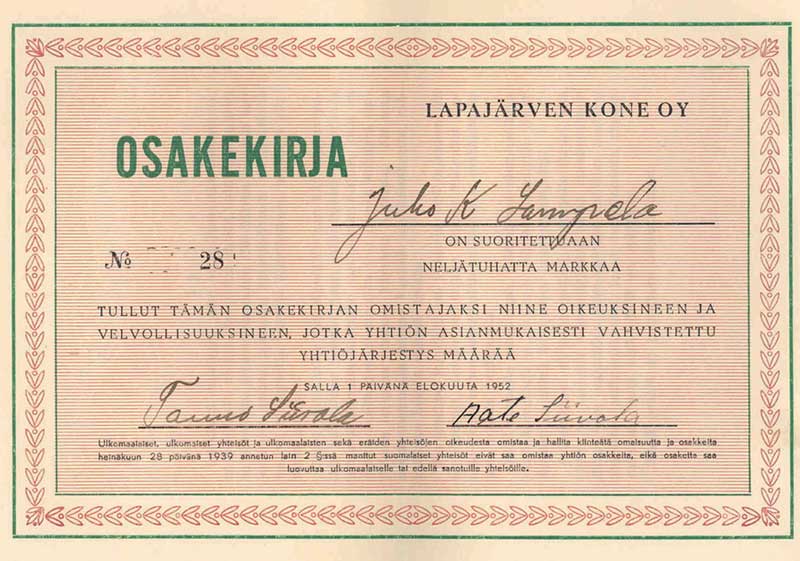 LAPAJÄRVEN KONE OY
OSAKEKIRJA
Juho K Lampela
ON SUORITETTUAAN
№ 28
NELJÄTUHATTA MARKKAA
TULLUT TÄMÄN OSAKEKIRJAN OMISTAJAKSI NIINE OIKEUKSINEEN JA
VELVOLLISUUKSINEEN, JOTKA YHTIÖN ASIANMUKAISESTI VAHVISTETTU
YHTIÖJÄRJESTYS MÄÄRÄÄ
SALLA 1 PÄIVÄNÄ ELOKUUTA 1952
Tauno Siivola Aate Siivola
Ulkomaalaiset, ulkomaiset yhteisöt ja ulkomaalaisten sekä eräiden yhteisöjen oikeudesta omistaa ja hallita kiinteätä omaisuutta ja osakkeita
heinäkuun 28 päivänä 1939 annetun lain 2 §:ssä mainitut suomalaiset yhteisöt eivät saa omistaa yhtiön osakkeita, eikä osaketta saa
luovuttaa ulkomaalaiselle tai edellä sanotuille yhteisöille.